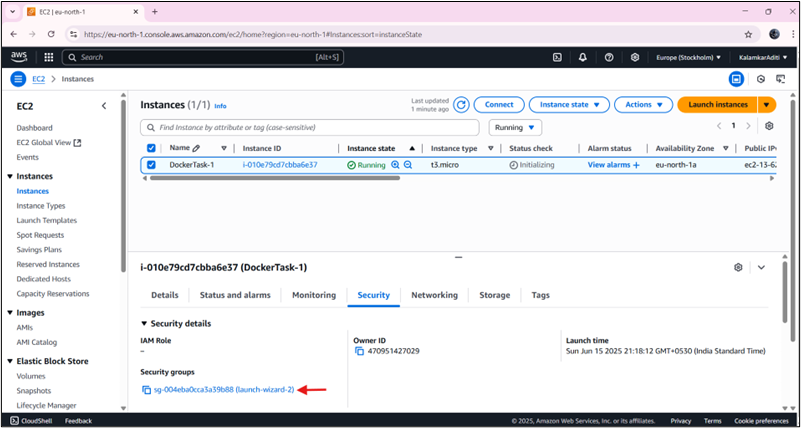 EC2 | eu-north-1
https://eu-north-1.console.aws.amazon.com/ec2/home?region=eu-north-1#Instances:sort=instanceState
aws
Search [Alt+S]
Europe (Stockholm)
KalamkarAditi
EC2 > Instances
EC2
Dashboard
EC2 Global View
Events
Instances
Instances
Instance Types
Launch Templates
Spot Requests
Savings Plans
Reserved Instances
Dedicated Hosts
Capacity Reservations
Images
AMIs
AMI Catalog
Elastic Block Store
Volumes
Snapshots
Lifecycle Manager
Instances (1/1) Info
Last updated
1 minute ago
Connect
Instance state
Actions
Launch instances
Find Instance by attribute or tag (case-sensitive)
Running
1
Name Instance ID Instance state Instance type Status check Alarm status Availability Zone Public IP
DockerTask-1 i-010e79cd7cbba6e37 Running t3.micro Initializing View alarms + eu-north-1a ec2-13-62
i-010e79cd7cbba6e37 (DockerTask-1)
Details Status and alarms Monitoring Security Networking Storage Tags
Security details
IAM Role
–
Owner ID
470951427029
Launch time
Sun Jun 15 2025 21:18:12 GMT+0530 (India Standard Time)
Security groups
sg-004eba0cca3a39b88 (launch-wizard-2)
CloudShell Feedback
© 2025, Amazon Web Services, Inc. or its affiliates. Privacy Terms Cookie preferences